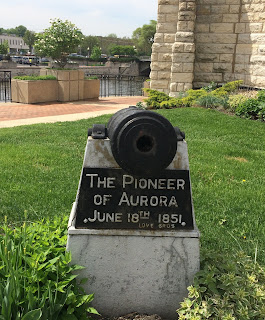 The Pioneer
of Aurora
.June 18TH 1851.
Love Bros